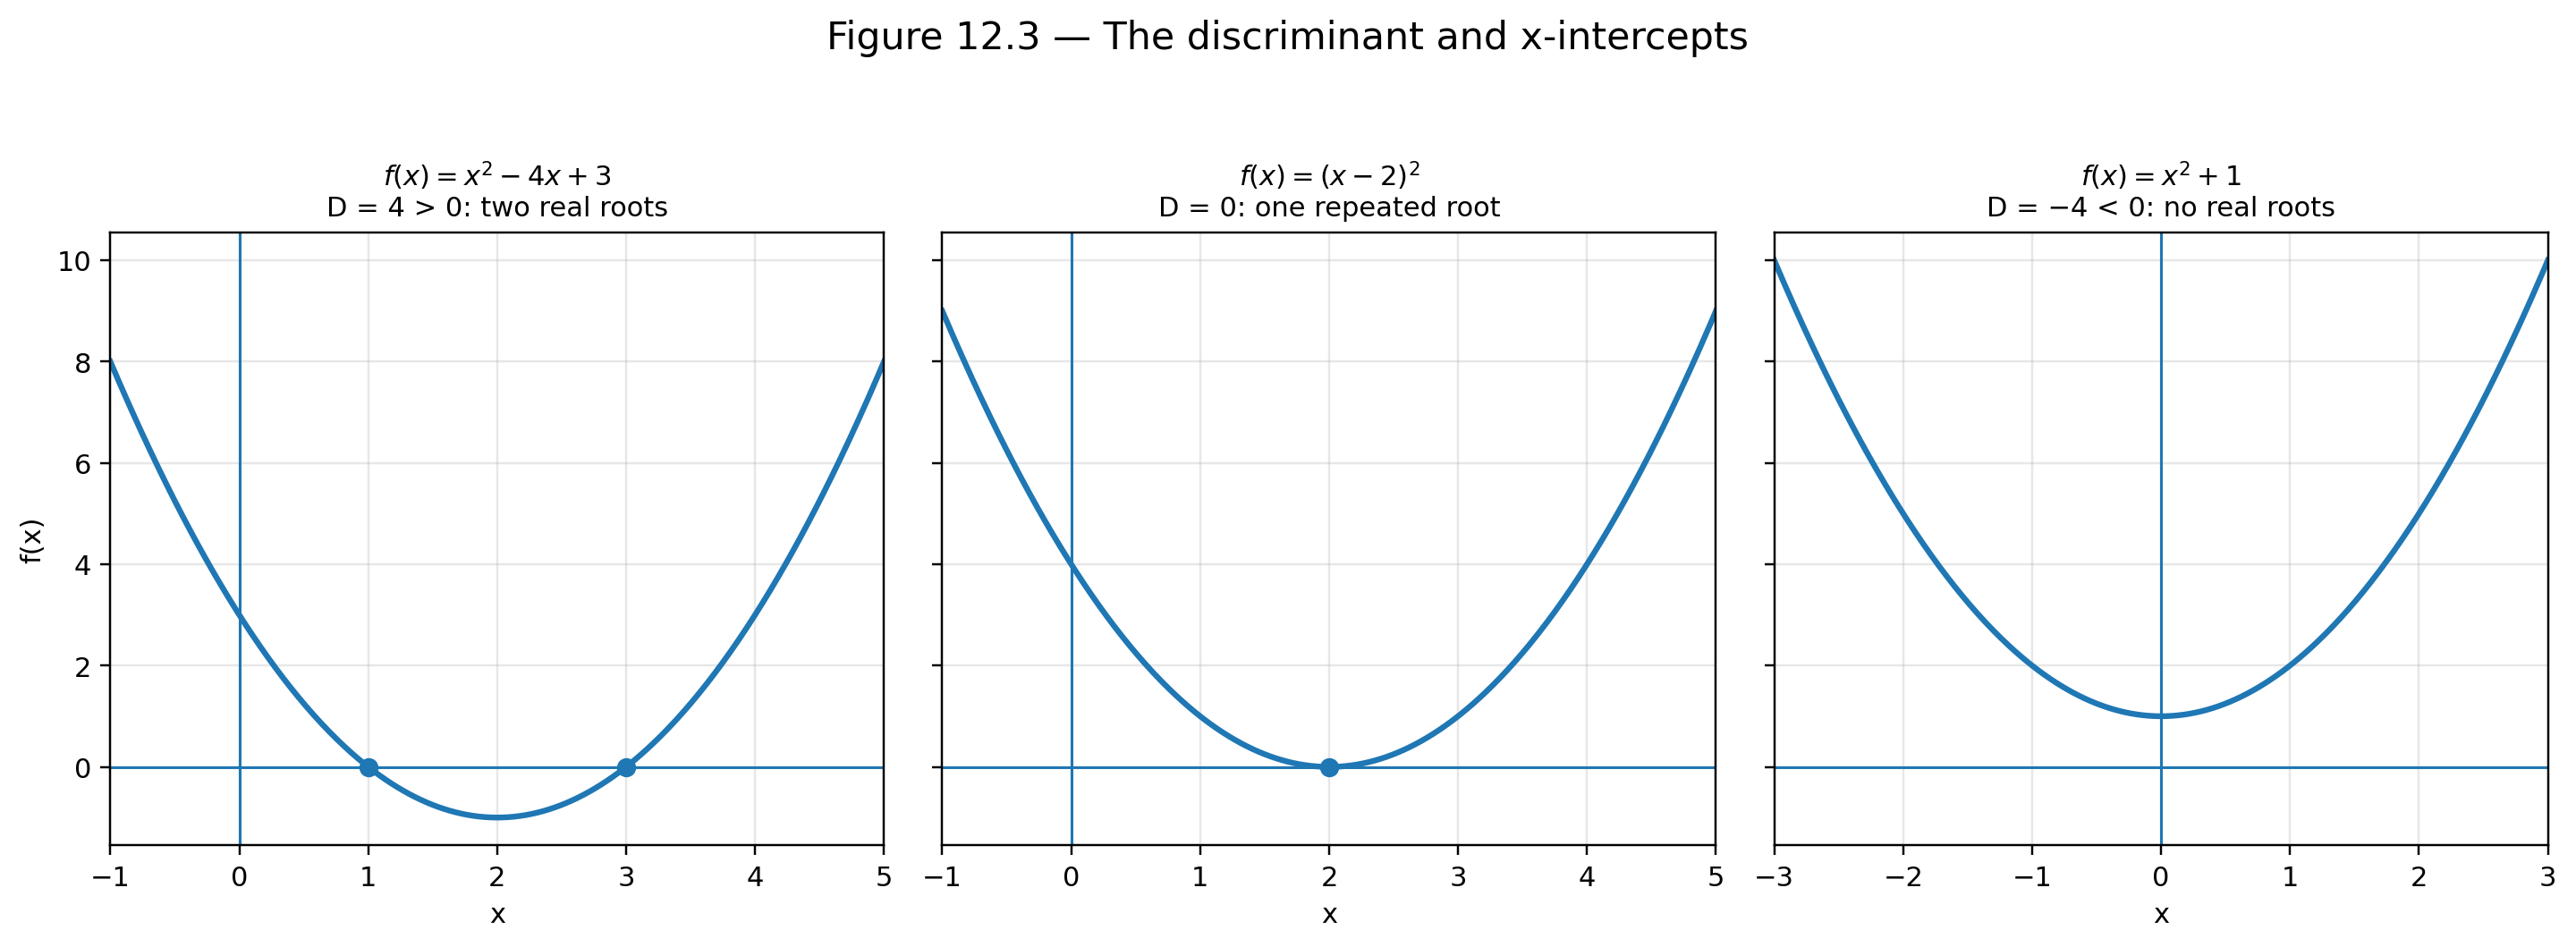 Figure 12.3 — The discriminant and x-intercepts
f(x) = x² − 4x + 3
D = 4 > 0: two real roots
f(x) = (x − 2)²
D = 0: one repeated root
f(x) = x² + 1
D = −4 < 0: no real roots
f(x)
10
8
6
4
2
0
−1 0 1 2 3 4 5
x
−1 0 1 2 3 4 5
x
−3 −2 −1 0 1 2 3
x